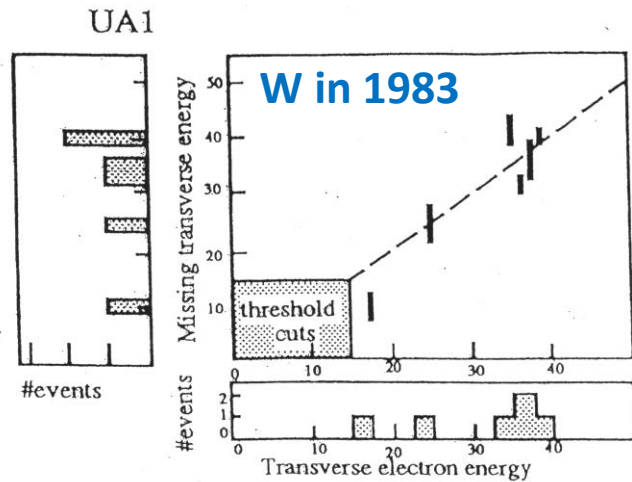 UA1
W in 1983
Missing transverse energy
50
40
30
20
10
threshold
cuts
0 10 20 30 40
#events
#events
2
1
0
10 20 30 40
Transverse electron energy